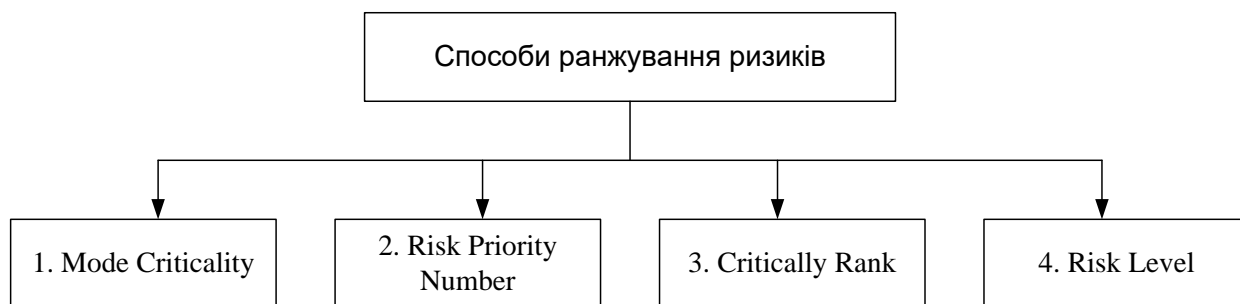 Способи ранжування ризиків
1. Mode Criticality
2. Risk Priority
Number
3. Critically Rank
4. Risk Level